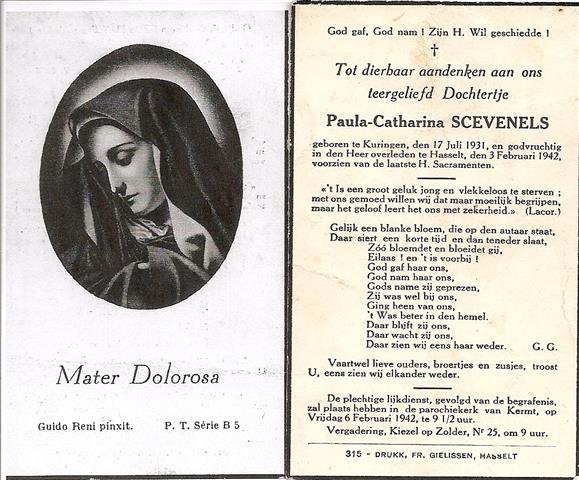 Mater Dolorosa
Guido Reni pinxit. P. T. Série B 5
God gaf, God nam ! Zijn H. Wil geschiedde !
†
Tot dierbaar aandenken aan ons
teergeliefd Dochtertje
Paula-Catharina SCEVENELS
geboren te Kuringen, den 17 Juli 1931, en godvruchtig
in den Heer overleden te Hasselt, den 3 Februari 1942,
voorzien van de laatste H. Sacramenten.
«'t Is een groot geluk jong en vlekkeloos te sterven ;
met ons gemoed willen wij dat maar moeilijk begrijpen,
maar het geloof leert het ons met zekerheid.» (Lacor.)
Gelijk een blanke bloem, die op den autaar staat,
Daar siert een korte tijd en dan teneder slaat,
Zóó bloemdet en bloeidet gij,
Eilaas ! en 't is voorbij !
God gaf haar ons,
God nam haar ons,
Gods name zij geprezen,
Zij was wel bij ons,
Ging heen van ons,
't Was beter in den hemel.
Daar blijft zij ons,
Daar wacht zij ons,
Daar zien wij eens haar weder. G. G.
Vaartwel lieve ouders, broertjes en zusjes, troost
U, eens zien wij elkander weder.
De plechtige lijkdienst, gevolgd van de begrafenis,
zal plaats hebben in de parochiekerk van Kermt, op
Vrijdag 6 Februari 1942, te 9 1/2 uur.
Vergadering, Kiezel op Zolder, Nr 25, om 9 uur.
315 - DRUKK, FR. GIELISSEN, HASSELT